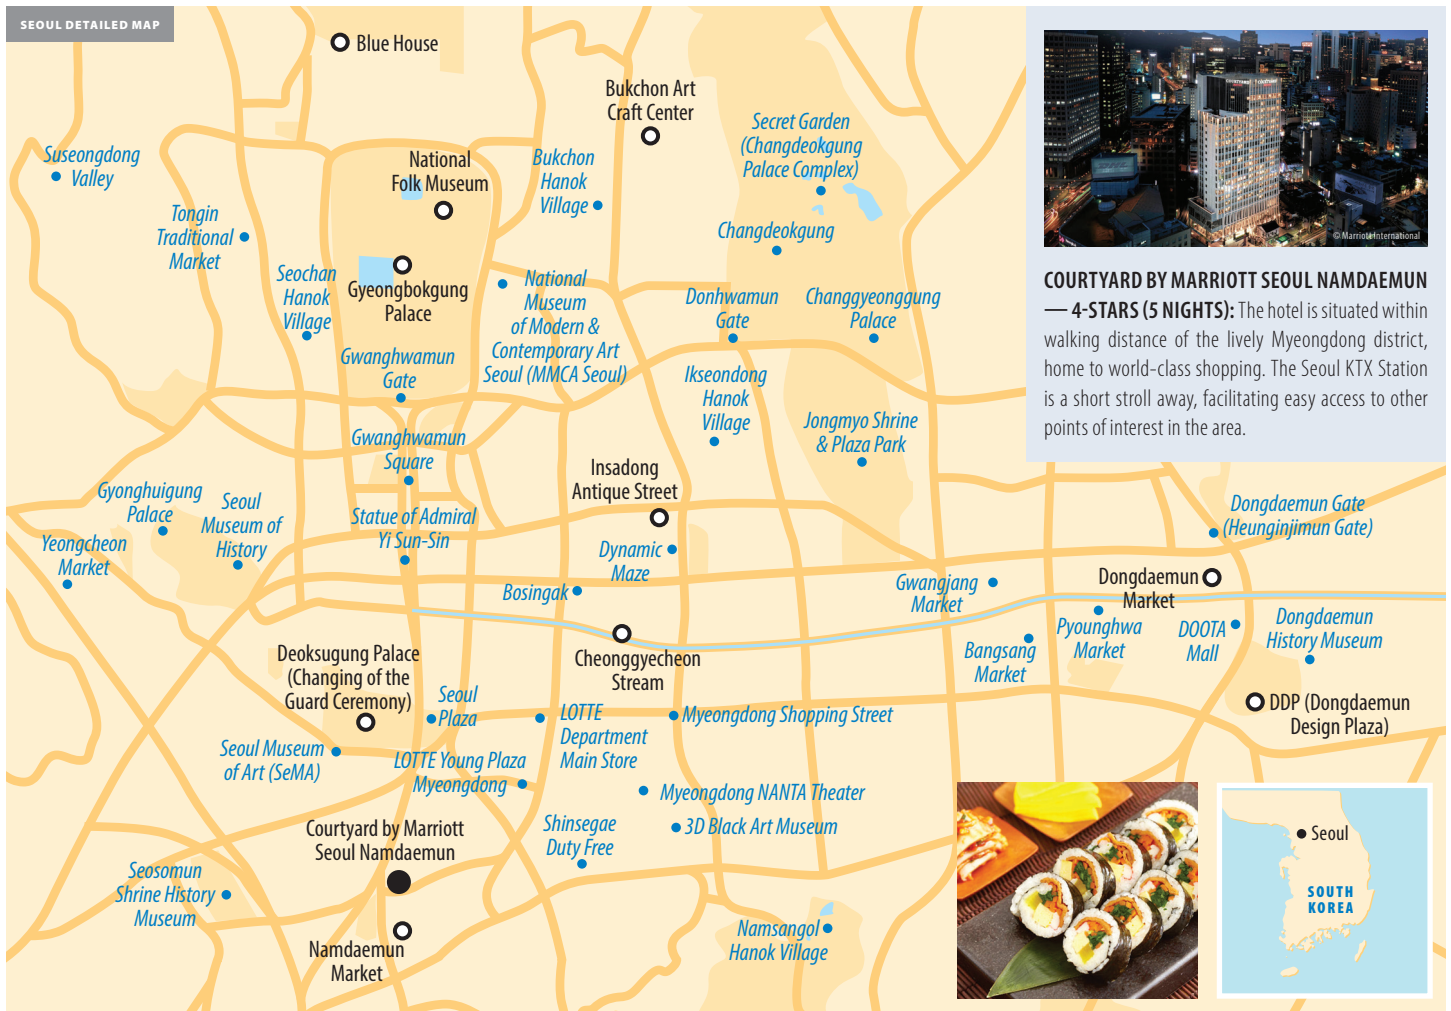 SEOUL DETAILED MAP
Blue House
Bukchon Art
Craft Center
Secret Garden
(Changdeokgung
Palace Complex)
Suseongdong
Valley
National
Folk Museum
Bukchon
Hanok
Village
Tongin
Traditional
Market
Changdeokgung
Seochan
Hanok
Village
Gyeongbokgung
Palace
National
Museum
of Modern &
Contemporary Art
Seoul (MMCA Seoul)
Donhwamun
Gate
Changgyeonggung
Palace
Gwanghwamun
Gate
Ikseondong
Hanok
Village
Jongmyo Shrine
& Plaza Park
Gwanghwamun
Square
Insadong
Antique Street
Gyonghuigung
Palace
Seoul
Museum of
History
Statue of Admiral
Yi Sun-Sin
Yeongcheon
Market
Dynamic
Maze
Bosingak
Gwangjang
Market
Dongdaemun Gate
(Heunginjimun Gate)
Dongdaemun
Market
Pyounghwa
Market
DOOTA
Mall
Dongdaemun
History Museum
Bangsang
Market
Cheonggyecheon
Stream
Deoksugung Palace
(Changing of the
Guard Ceremony)
Seoul
Plaza
LOTTE
Department
Main Store
Myeongdong Shopping Street
DDP (Dongdaemun
Design Plaza)
Seoul Museum
of Art (SeMA)
LOTTE Young Plaza
Myeongdong
Myeongdong NANTA Theater
3D Black Art Museum
Shinsegae
Duty Free
Courtyard by Marriott
Seoul Namdaemun
Seosomun
Shrine History
Museum
Namdaemun
Market
Namsangol
Hanok Village
© Marriott International
COURTYARD BY MARRIOTT SEOUL NAMDAEMUN
— 4-STARS (5 NIGHTS): The hotel is situated within
walking distance of the lively Myeongdong district,
home to world-class shopping. The Seoul KTX Station
is a short stroll away, facilitating easy access to other
points of interest in the area.
Seoul
SOUTH
KOREA